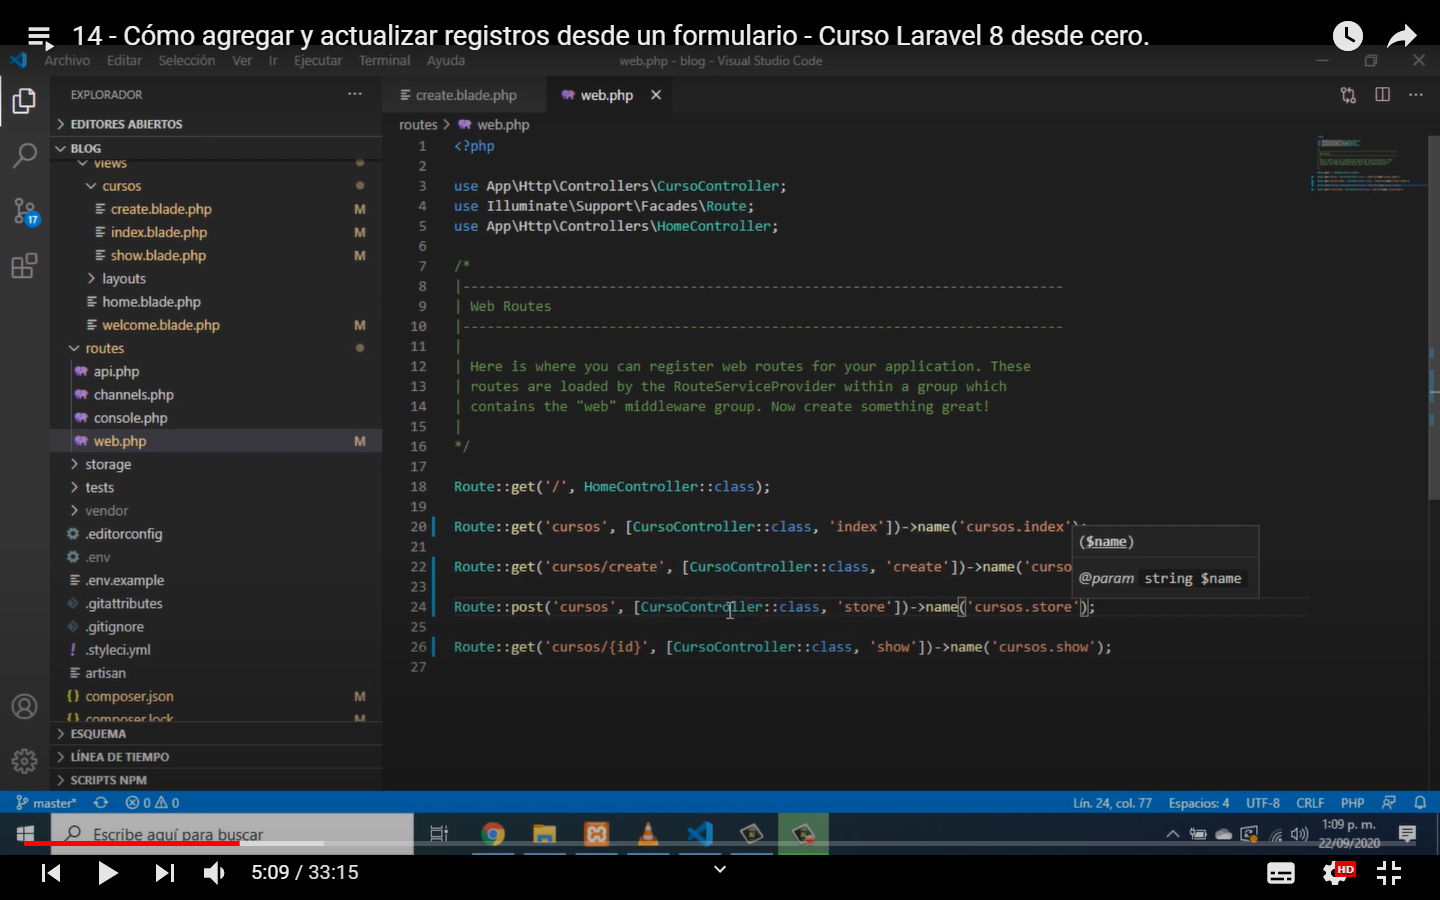 14 - Cómo agregar y actualizar registros desde un formulario - Curso Laravel 8 desde cero.
Archivo Editar Selección Ver Ir Ejecutar Terminal Ayuda
web.php - blog - Visual Studio Code
EXPLORADOR
EDITORES ABIERTOS
BLOG
views
cursos
create.blade.php M
index.blade.php M
show.blade.php M
layouts
home.blade.php
welcome.blade.php M
routes
api.php
channels.php
console.php
web.php M
storage
tests
vendor
.editorconfig
.env
.env.example
.gitattributes
.gitignore
.styleci.yml
artisan
composer.json M
composer.lock M
ESQUEMA
LÍNEA DE TIEMPO
SCRIPTS NPM
17
create.blade.php
web.php
routes > web.php
1 <?php
2
3 use App\Http\Controllers\CursoController;
4 use Illuminate\Support\Facades\Route;
5 use App\Http\Controllers\HomeController;
6
7 /*
8 |--------------------------------------------------------------------------
9 | Web Routes
10 |--------------------------------------------------------------------------
11 |
12 | Here is where you can register web routes for your application. These
13 | routes are loaded by the RouteServiceProvider within a group which
14 | contains the "web" middleware group. Now create something great!
15 |
16 */
17
18 Route::get('/', HomeController::class);
19
20 Route::get('cursos', [CursoController::class, 'index'])->name('cursos.index');
21
22 Route::get('cursos/create', [CursoController::class, 'create'])->name('curso
23
24 Route::post('cursos', [CursoController::class, 'store'])->name('cursos.store');
25
26 Route::get('cursos/{id}', [CursoController::class, 'show'])->name('cursos.show');
27
($name)
@param string $name
master* 0 0
Lín. 24, col. 77 Espacios: 4 UTF-8 CRLF PHP
Escribe aquí para buscar
1:09 p. m.
22/09/2020
5:09 / 33:15
HD